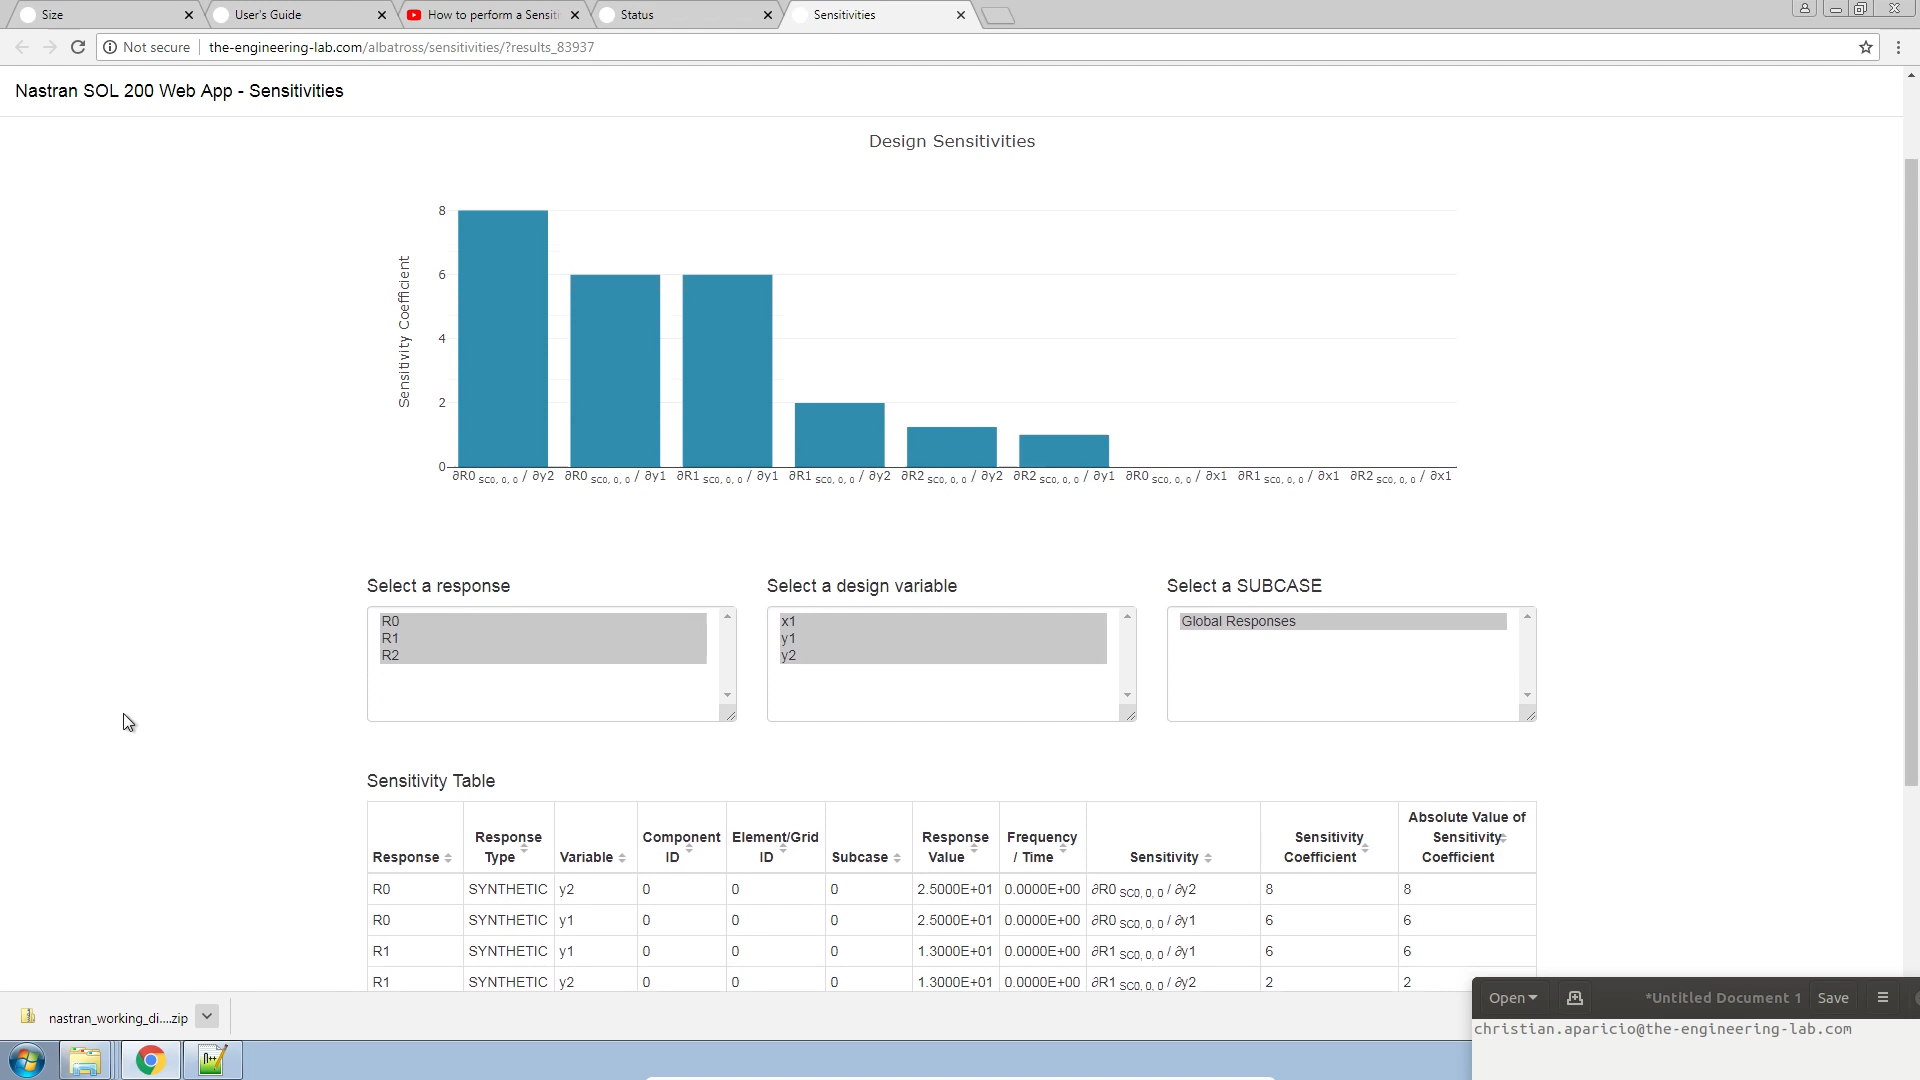 Size
User's Guide
How to perform a Sensiti
Status
Sensitivities
Not secure
the-engineering-lab.com/albatross/sensitivities/?results_83937
Nastran SOL 200 Web App - Sensitivities
Design Sensitivities
Sensitivity Coefficient
8
6
4
2
0
∂R0 SC0, 0, 0 / ∂y2 ∂R0 SC0, 0, 0 / ∂y1 ∂R1 SC0, 0, 0 / ∂y1 ∂R1 SC0, 0, 0 / ∂y2 ∂R2 SC0, 0, 0 / ∂y2 ∂R2 SC0, 0, 0 / ∂y1 ∂R0 SC0, 0, 0 / ∂x1 ∂R1 SC0, 0, 0 / ∂x1 ∂R2 SC0, 0, 0 / ∂x1
Select a response
R0
R1
R2
Select a design variable
x1
y1
y2
Select a SUBCASE
Global Responses
Sensitivity Table
Response
Response Type
Variable
Component ID
Element/Grid ID
Subcase
Response Value
Frequency / Time
Sensitivity
Sensitivity Coefficient
Absolute Value of Sensitivity Coefficient
R0 SYNTHETIC y2 0 0 0 2.5000E+01 0.0000E+00 ∂R0 SC0, 0, 0 / ∂y2 8 8
R0 SYNTHETIC y1 0 0 0 2.5000E+01 0.0000E+00 ∂R0 SC0, 0, 0 / ∂y1 6 6
R1 SYNTHETIC y1 0 0 0 1.3000E+01 0.0000E+00 ∂R1 SC0, 0, 0 / ∂y1 6 6
R1 SYNTHETIC y2 0 0 0 1.3000E+01 0.0000E+00 ∂R1 SC0, 0, 0 / ∂y2 2 2
nastran_working_di....zip
Open
*Untitled Document 1
Save
christian.aparicio@the-engineering-lab.com